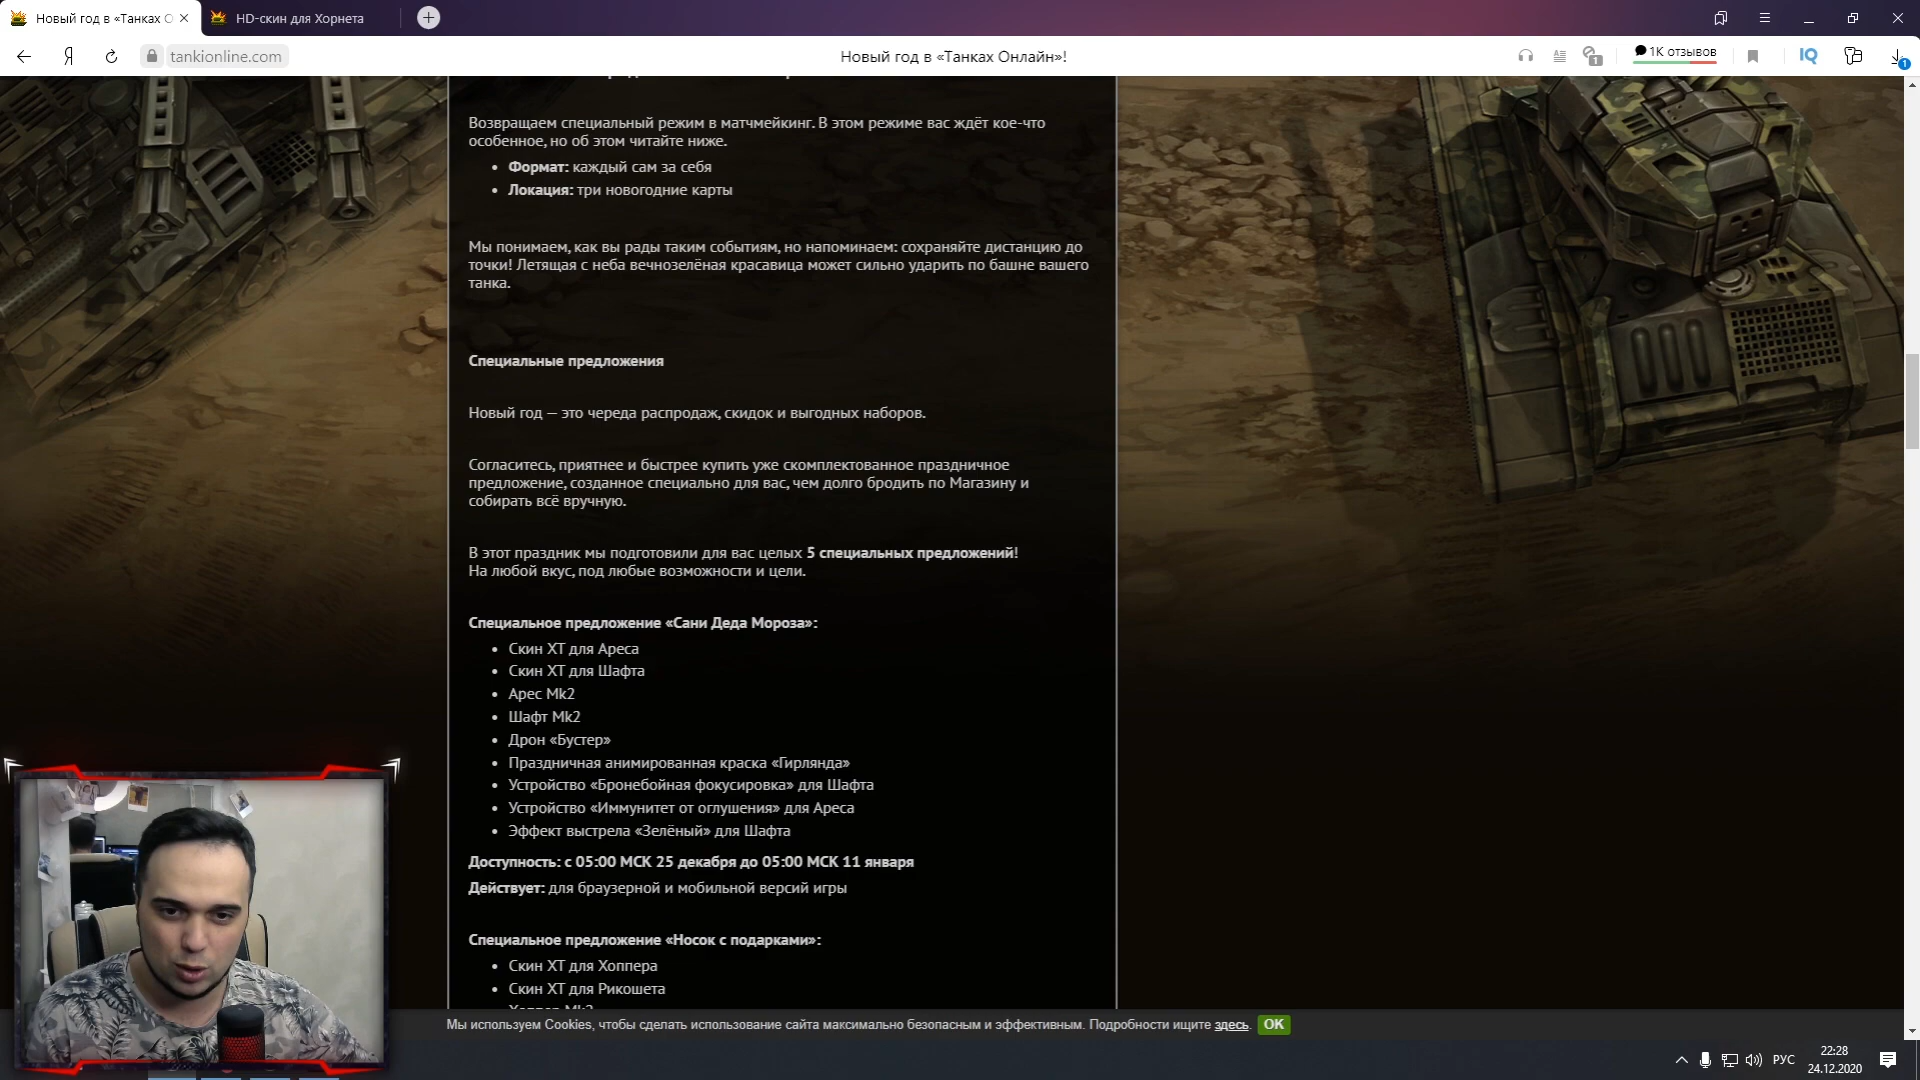 Новый год в «Танках О
HD-скин для Хорнета
tankionline.com
Новый год в «Танках Онлайн»!
1К отзывов
Возвращаем специальный режим в матчмейкинг. В этом режиме вас ждёт кое-что
особенное, но об этом читайте ниже.
Формат: каждый сам за себя
Локация: три новогодние карты
Мы понимаем, как вы рады таким событиям, но напоминаем: сохраняйте дистанцию до
точки! Летящая с неба вечнозелёная красавица может сильно ударить по башне вашего
танка.
Специальные предложения
Новый год — это череда распродаж, скидок и выгодных наборов.
Согласитесь, приятнее и быстрее купить уже скомплектованное праздничное
предложение, созданное специально для вас, чем долго бродить по Магазину и
собирать всё вручную.
В этот праздник мы подготовили для вас целых 5 специальных предложений!
На любой вкус, под любые возможности и цели.
Специальное предложение «Сани Деда Мороза»:
Скин ХТ для Ареса
Скин ХТ для Шафта
Арес Mk2
Шафт Mk2
Дрон «Бустер»
Праздничная анимированная краска «Гирлянда»
Устройство «Бронебойная фокусировка» для Шафта
Устройство «Иммунитет от оглушения» для Ареса
Эффект выстрела «Зелёный» для Шафта
Доступность: с 05:00 МСК 25 декабря до 05:00 МСК 11 января
Действует: для браузерной и мобильной версий игры
Специальное предложение «Носок с подарками»:
Скин ХТ для Хоппера
Скин ХТ для Рикошета
Хоппер Mk2
Мы используем Cookies, чтобы сделать использование сайта максимально безопасным и эффективным. Подробности ищите здесь. OK
РУС
22:28
24.12.2020